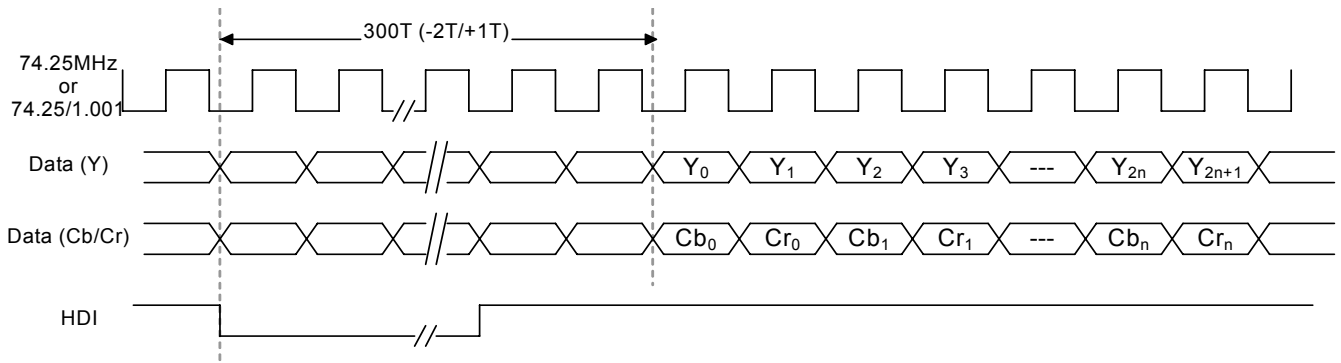 300T (-2T/+1T)
74.25MHz
or
74.25/1.001
Data (Y)
Y₀ Y₁ Y₂ Y₃ --- Y₂ₙ Y₂ₙ₊₁
Data (Cb/Cr)
Cb₀ Cr₀ Cb₁ Cr₁ --- Cbₙ Crₙ
HDI